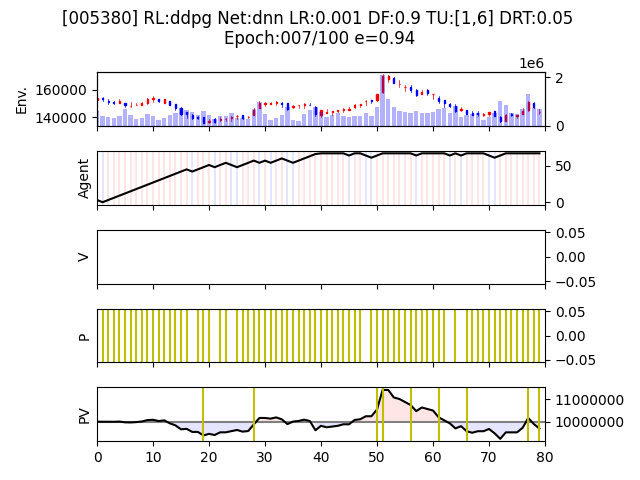 [005380] RL:ddpg Net:dnn LR:0.001 DF:0.9 TU:[1,6] DRT:0.05
Epoch:007/100 e=0.94
1e6
Env.
160000
140000
2
0
Agent
50
0
V
0.05
0.00
−0.05
P
0.05
0.00
−0.05
PV
11000000
10000000
0 10 20 30 40 50 60 70 80